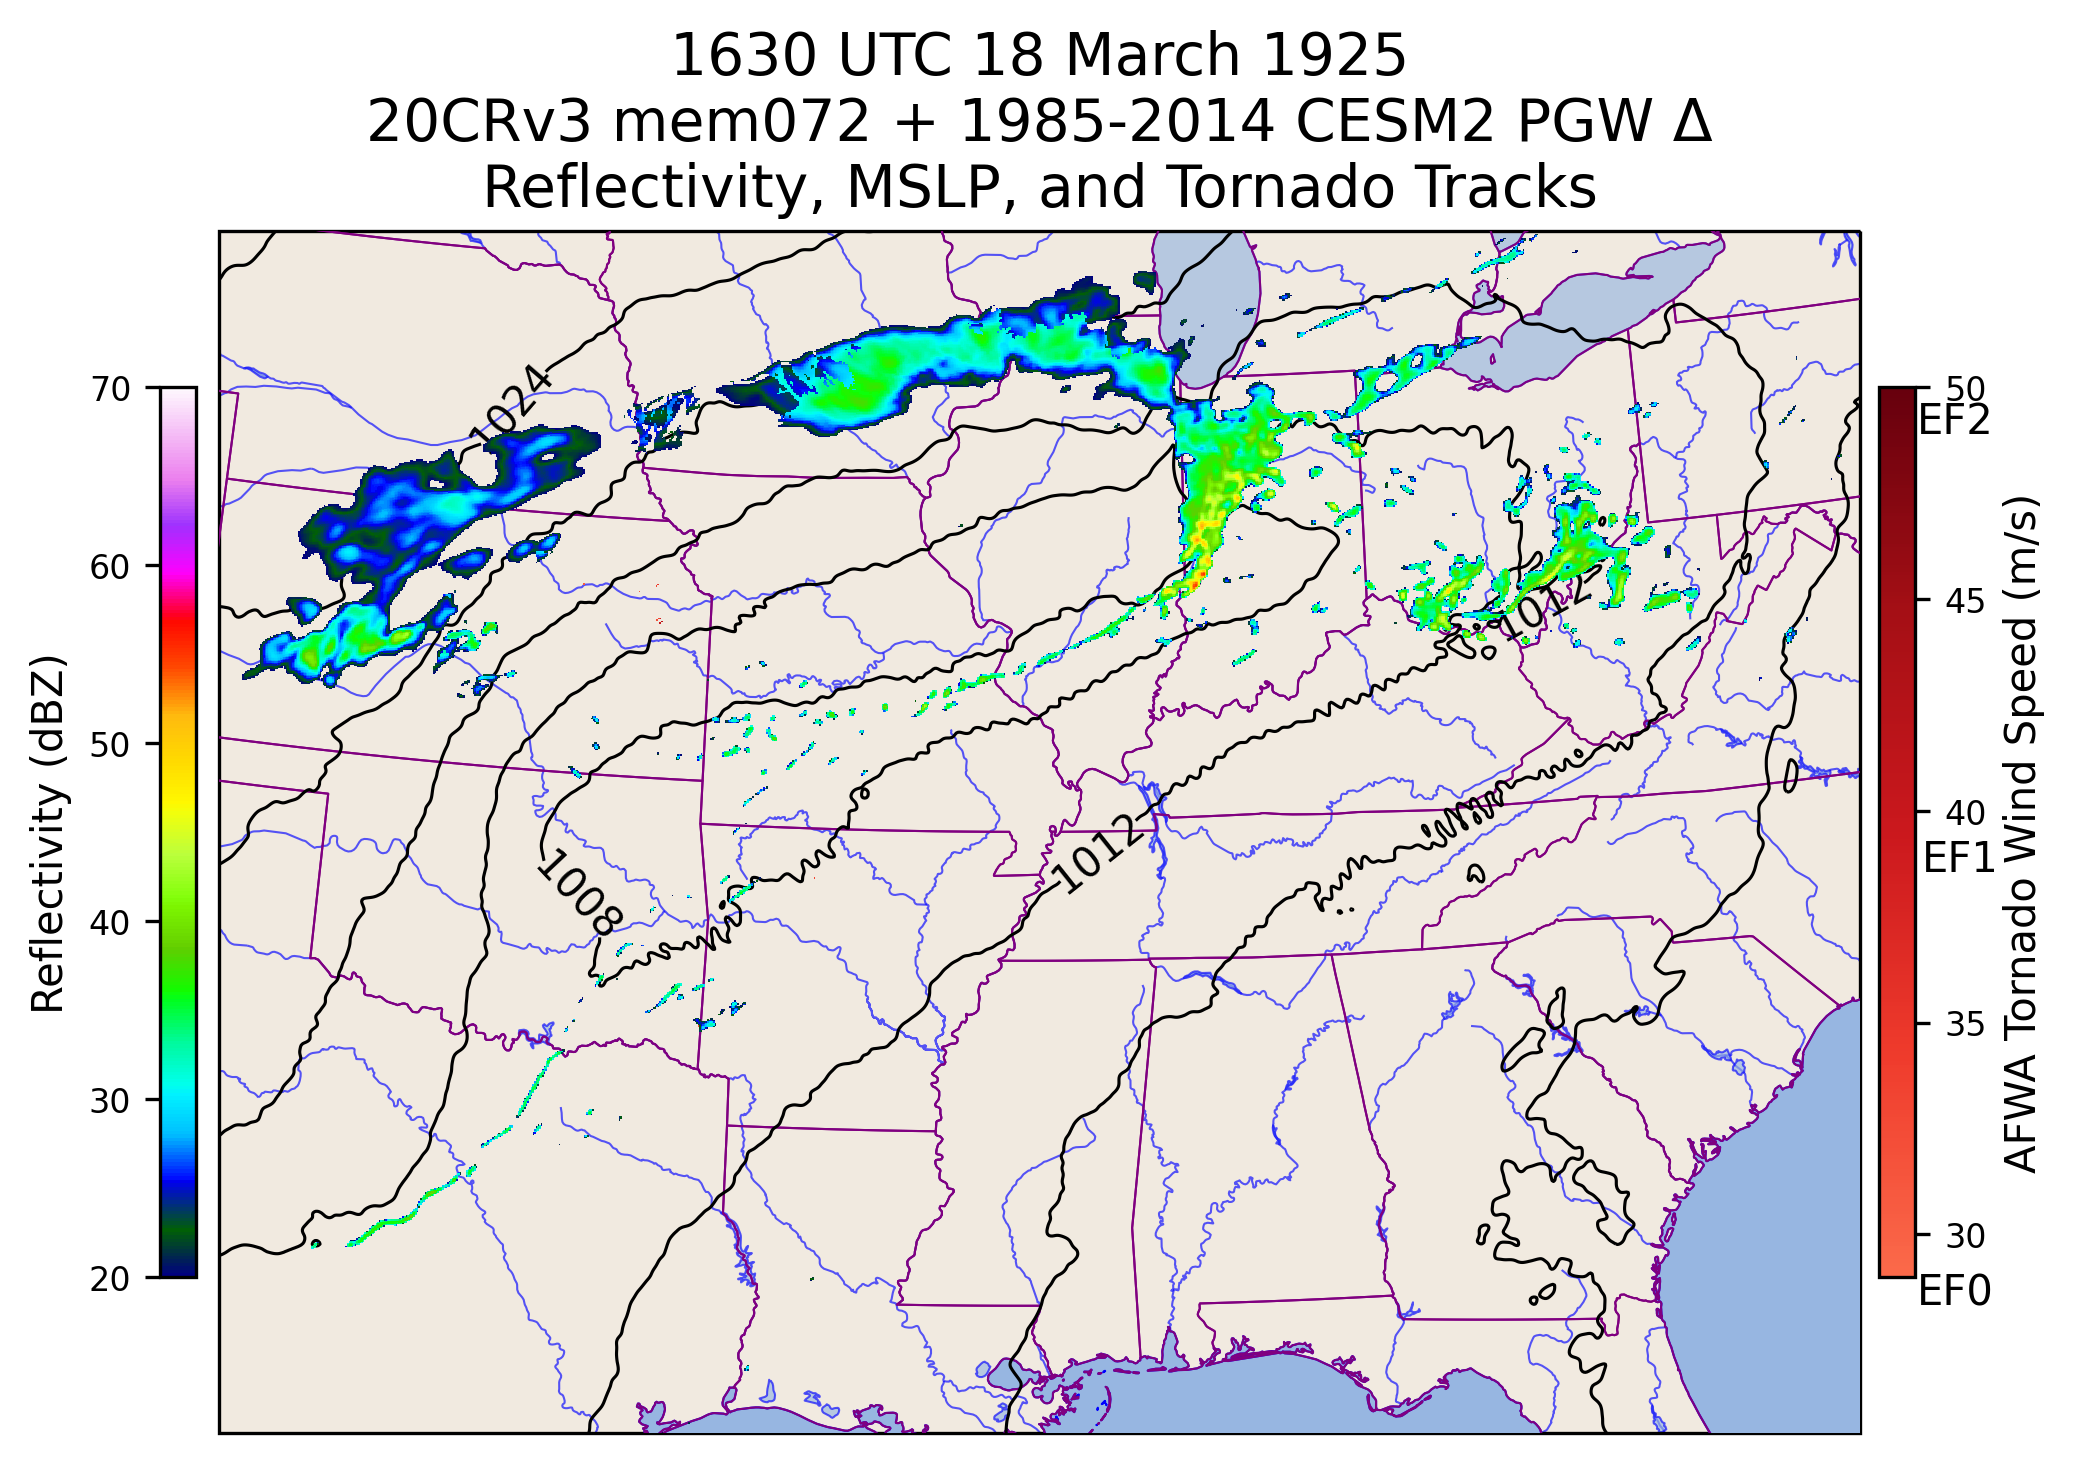 1630 UTC 18 March 1925
20CRv3 mem072 + 1985-2014 CESM2 PGW Δ
Reflectivity, MSLP, and Tornado Tracks
Reflectivity (dBZ)
70
60
50
40
30
20
1024
1012
1012
1008
50
EF2
45
40
EF1
35
30
EF0
AFWA Tornado Wind Speed (m/s)